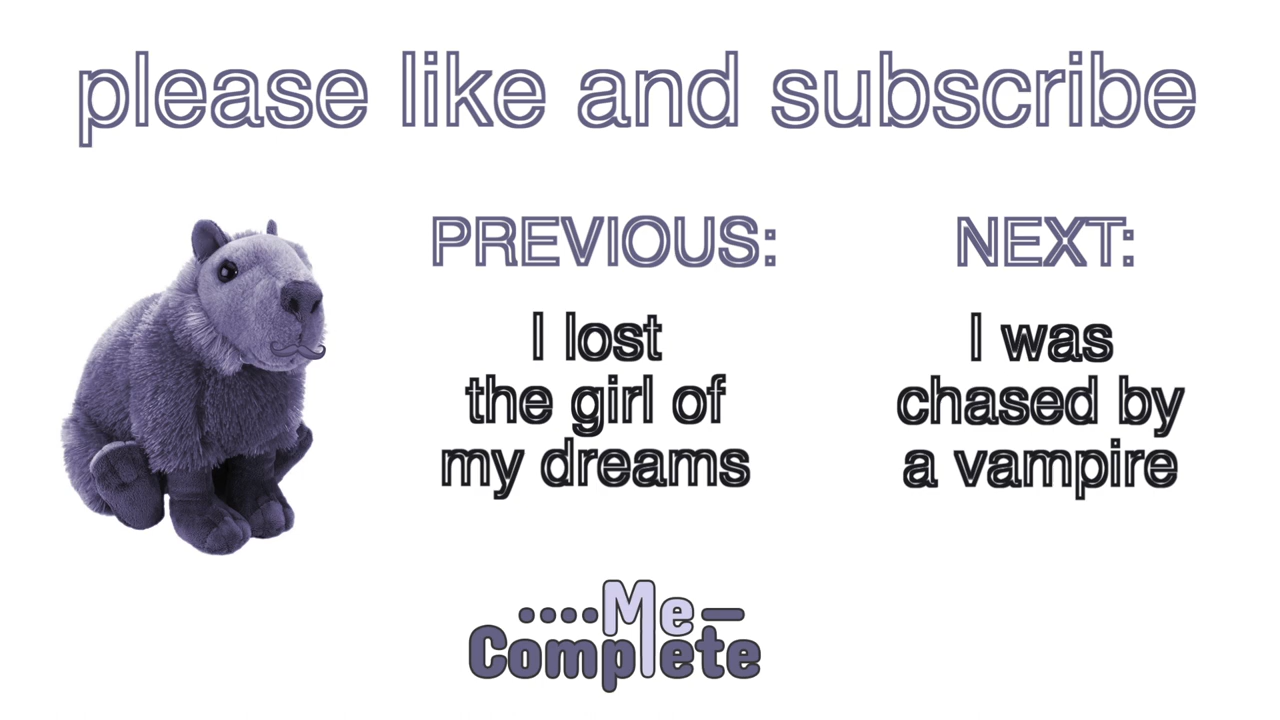 please like and subscribe
PREVIOUS:
I lost
the girl of
my dreams
NEXT:
I was
chased by
a vampire
....Me—
Complete